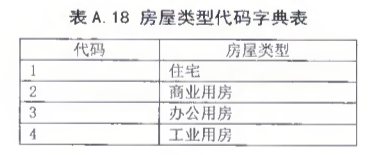 表 A.18 房屋类型代码字典表
代码 房屋类型
1 住宅
2 商业用房
3 办公用房
4 工业用房